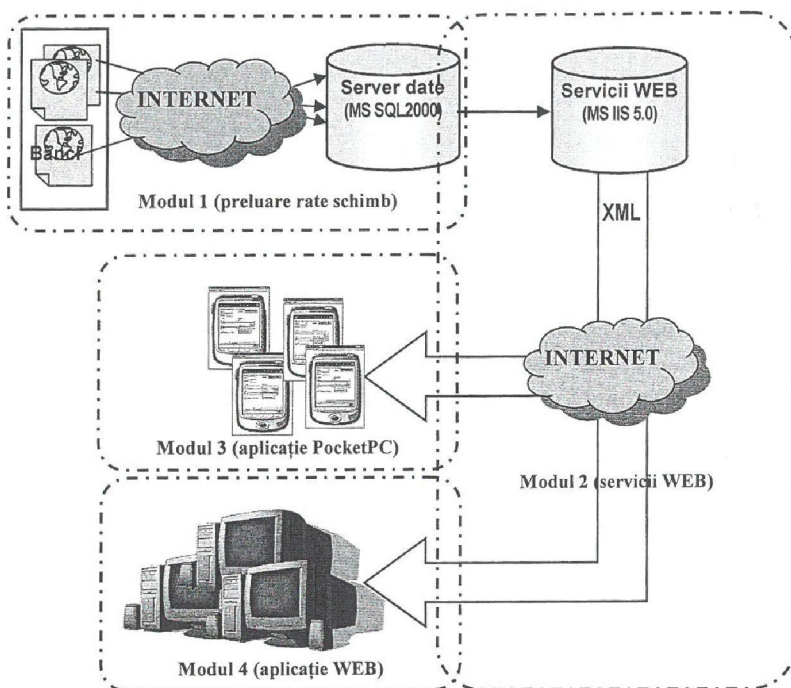 INTERNET
Bănci
Server date
(MS SQL2000)
Modul 1 (preluare rate schimb)
Servicii WEB
(MS IIS 5.0)
XML
INTERNET
Modul 3 (aplicație PocketPC)
Modul 2 (servicii WEB)
Modul 4 (aplicație WEB)